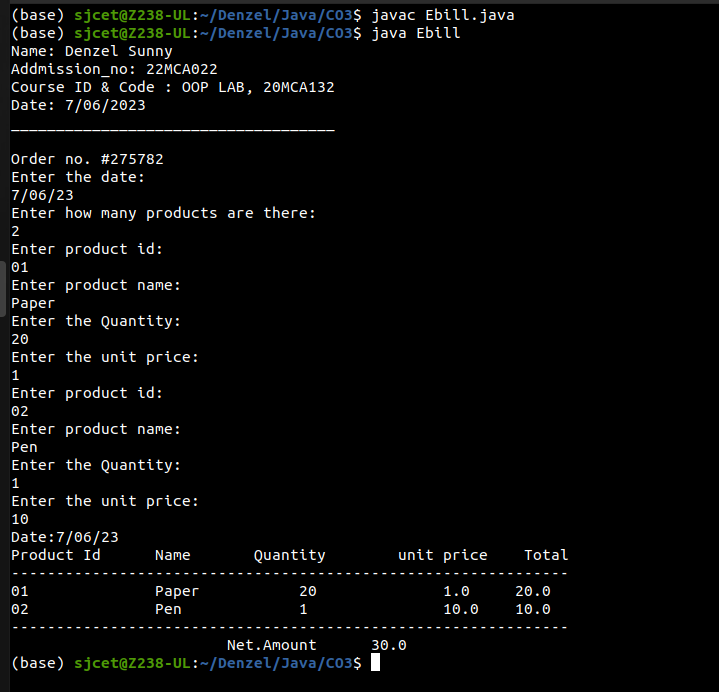 (base) sjcet@Z238-UL:~/Denzel/Java/CO3$ javac Ebill.java
(base) sjcet@Z238-UL:~/Denzel/Java/CO3$ java Ebill
Name: Denzel Sunny
Addmission_no: 22MCA022
Course ID & Code : OOP LAB, 20MCA132
Date: 7/06/2023
____________________________________
Order no. #275782
Enter the date:
7/06/23
Enter how many products are there:
2
Enter product id:
01
Enter product name:
Paper
Enter the Quantity:
20
Enter the unit price:
1
Enter product id:
02
Enter product name:
Pen
Enter the Quantity:
1
Enter the unit price:
10
Date:7/06/23
Product Id      Name       Quantity        unit price    Total
--------------------------------------------------------------
01              Paper           20              1.0     20.0
02              Pen             1               10.0    10.0
--------------------------------------------------------------
                        Net.Amount      30.0
(base) sjcet@Z238-UL:~/Denzel/Java/CO3$